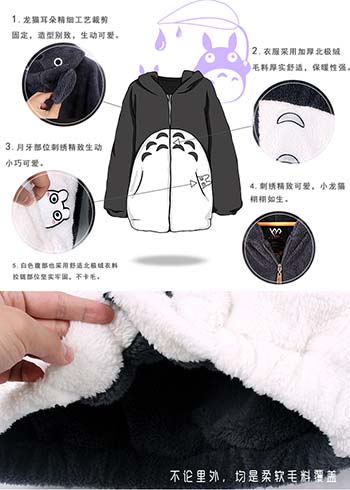 1. 龙猫耳朵精细工艺裁剪
固定，造型别致，生动可爱。
2. 衣服采用加厚北极绒
毛料厚实舒适，保暖性强。
3. 月牙部位刺绣精致生动
小巧可爱。
4. 刺绣精致可爱，小龙猫
栩栩如生。
5. 白色腹部也采用舒适北极绒衣料
拉链部位坚实牢固，不卡毛。
不论里外，均是柔软毛料覆盖